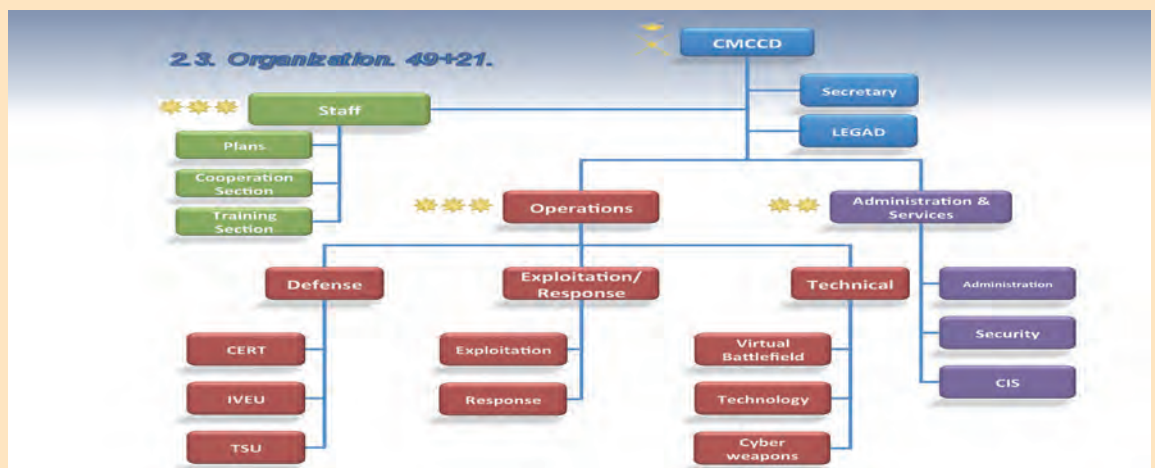 2.3. Organization. 49+21.
CMCCD
Secretary
LEGAD
Staff
Plans
Cooperation
Section
Training
Section
Operations
Administration &
Services
Defense
Exploitation/
Response
Technical
Administration
Security
CIS
CERT
IVEU
TSU
Exploitation
Response
Virtual
Battlefield
Technology
Cyber
weapons